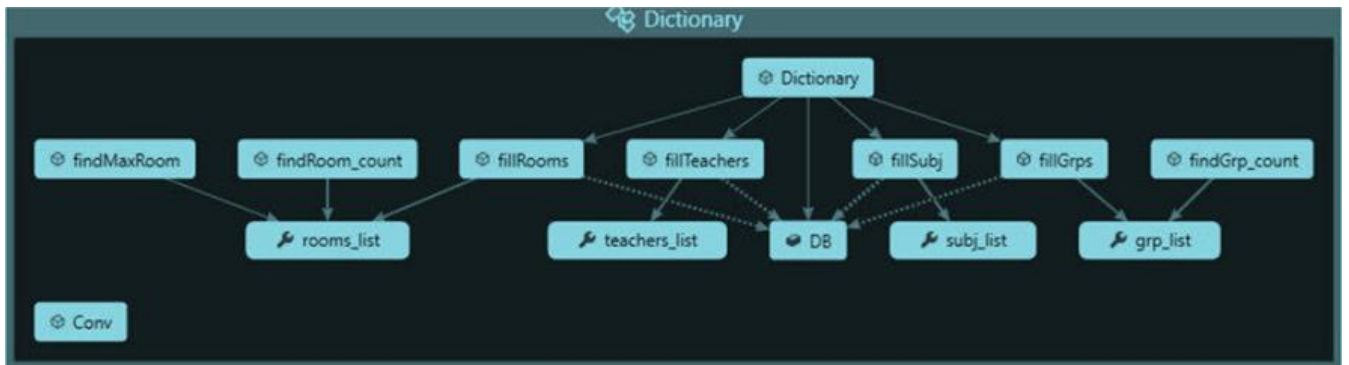 Dictionary
Dictionary
findMaxRoom
findRoom_count
fillRooms
fillTeachers
fillSubj
fillGrps
findGrp_count
rooms_list
teachers_list
DB
subj_list
grp_list
Conv